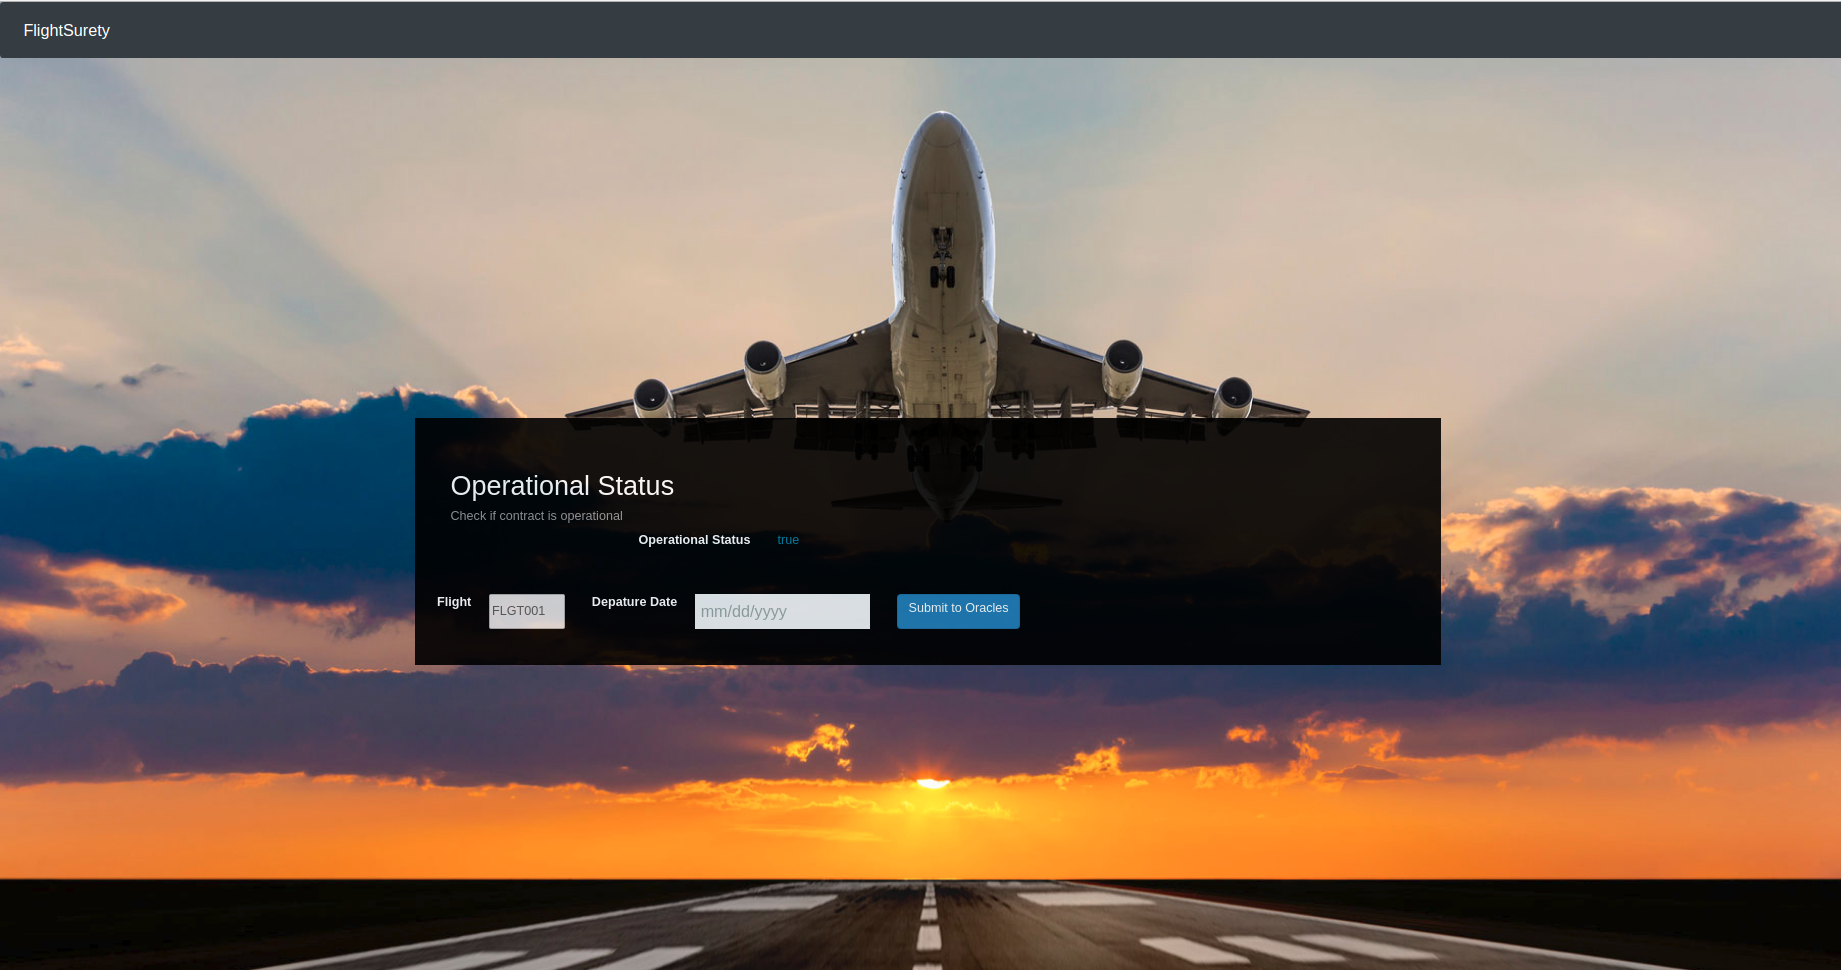 FlightSurety
Operational Status
Check if contract is operational
Operational Status true
Flight FLGT001 Depature Date mm/dd/yyyy Submit to Oracles